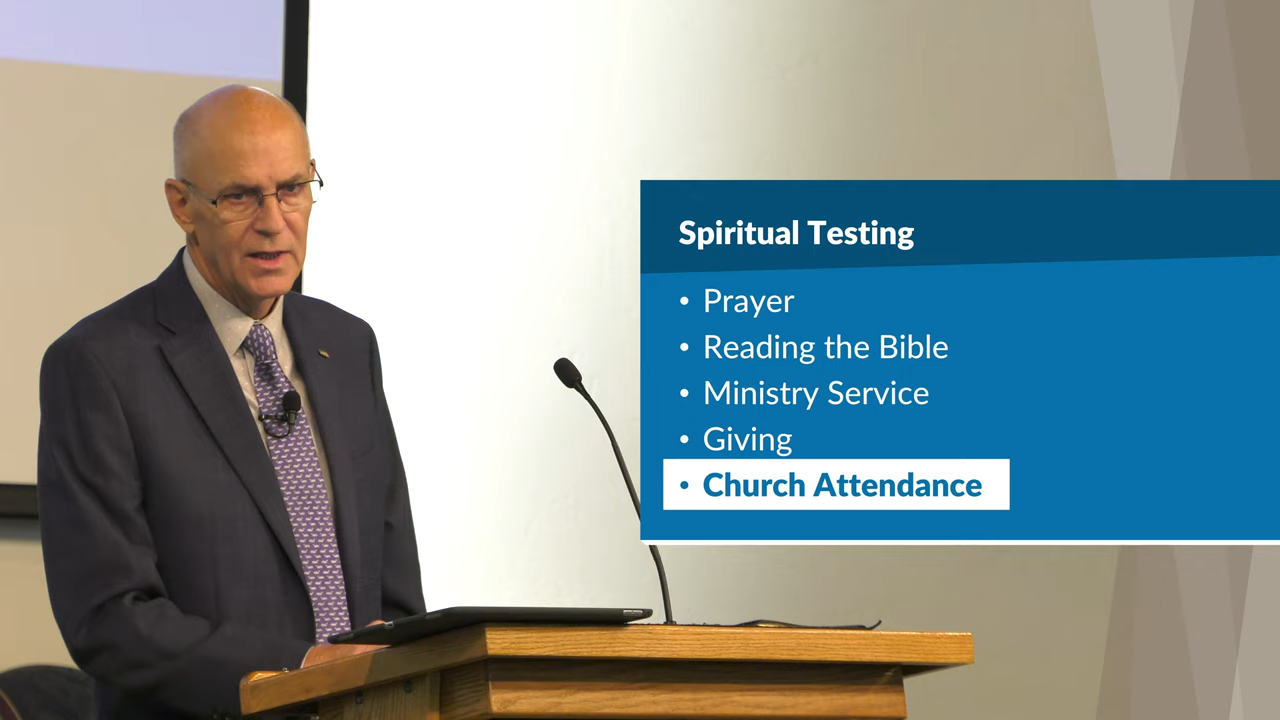 Spiritual Testing
• Prayer
• Reading the Bible
• Ministry Service
• Giving
• Church Attendance